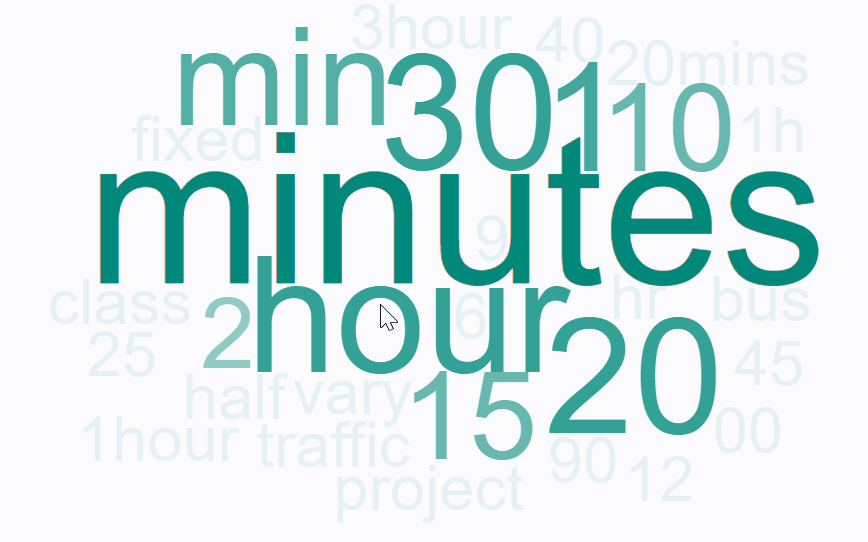 3hour
40
20mins
min
30
1
10
1h
fixed
minutes
9
class
2
hour
6
hr
bus
25
20
45
half
vary
15
00
1hour
traffic
90
12
project